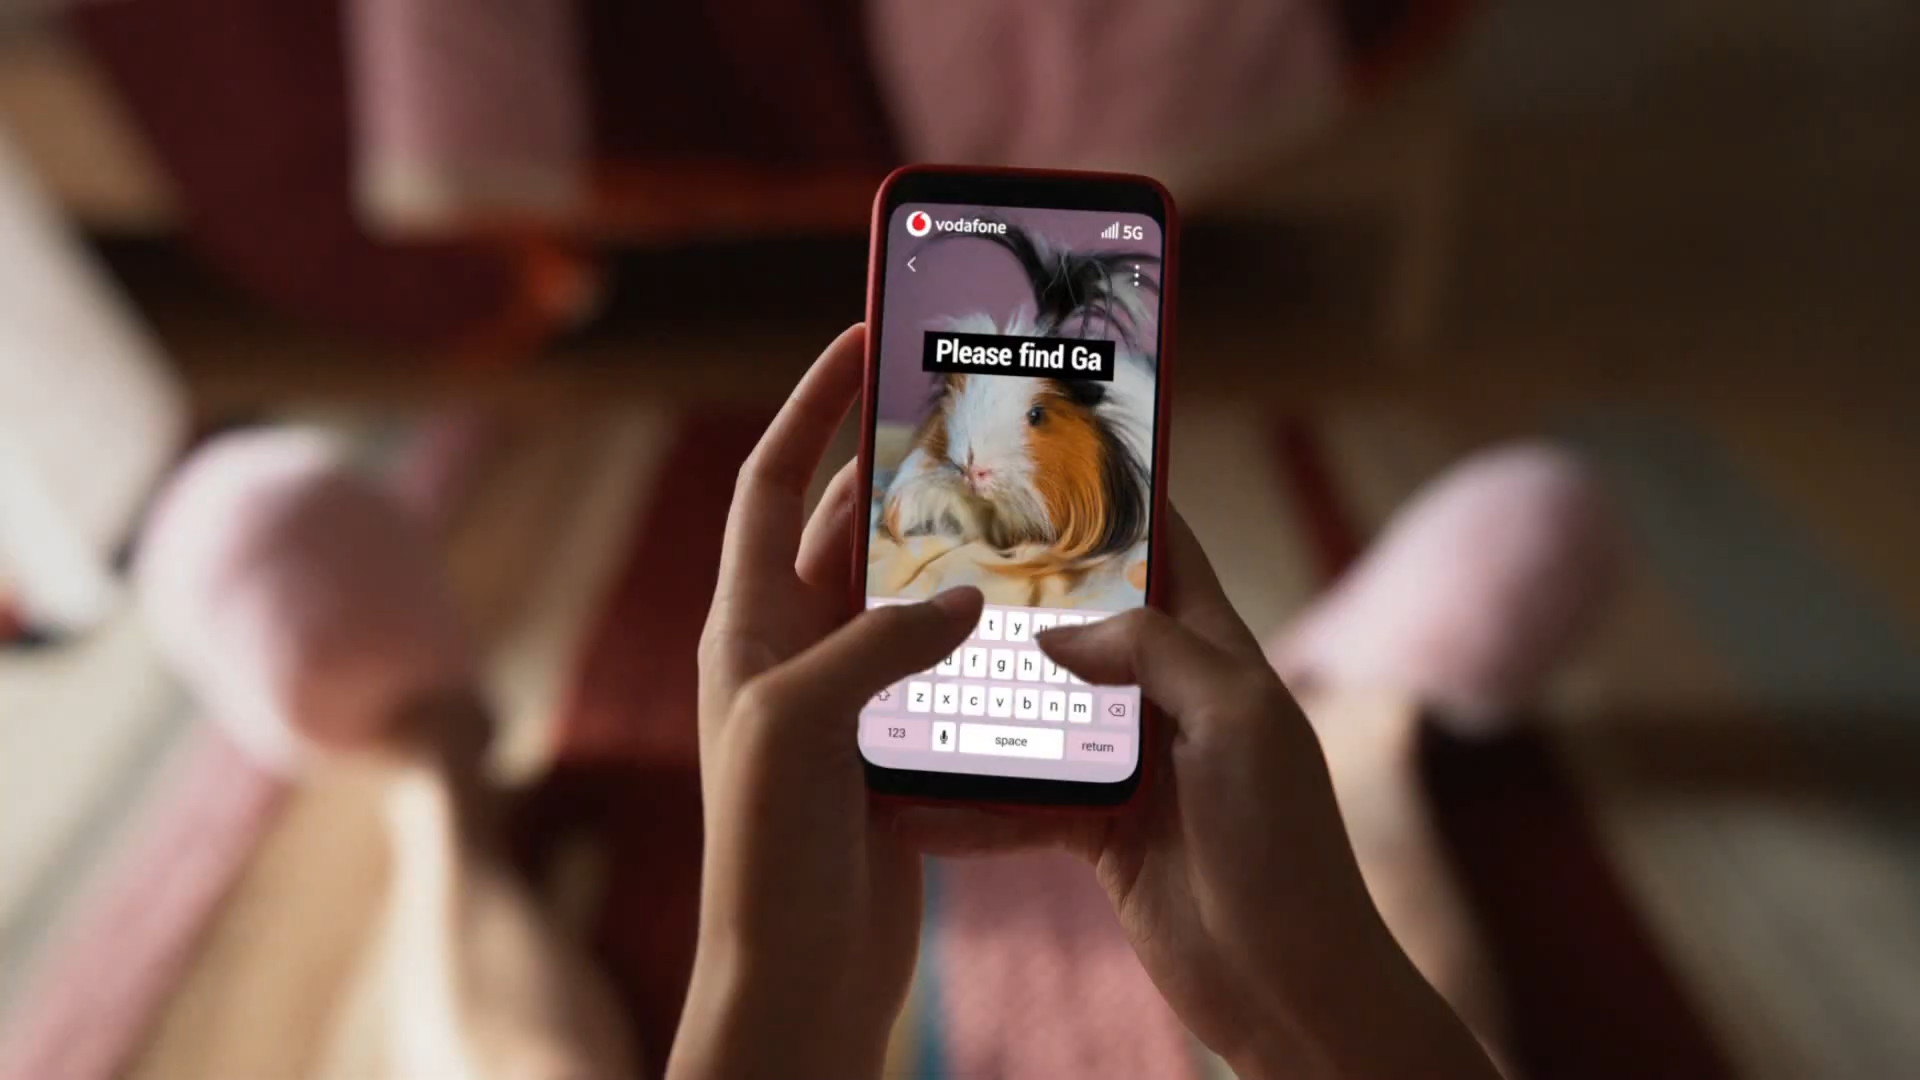 vodafone 5G
Please find Ga
t y u
d f g h j
z x c v b n m
123 space return